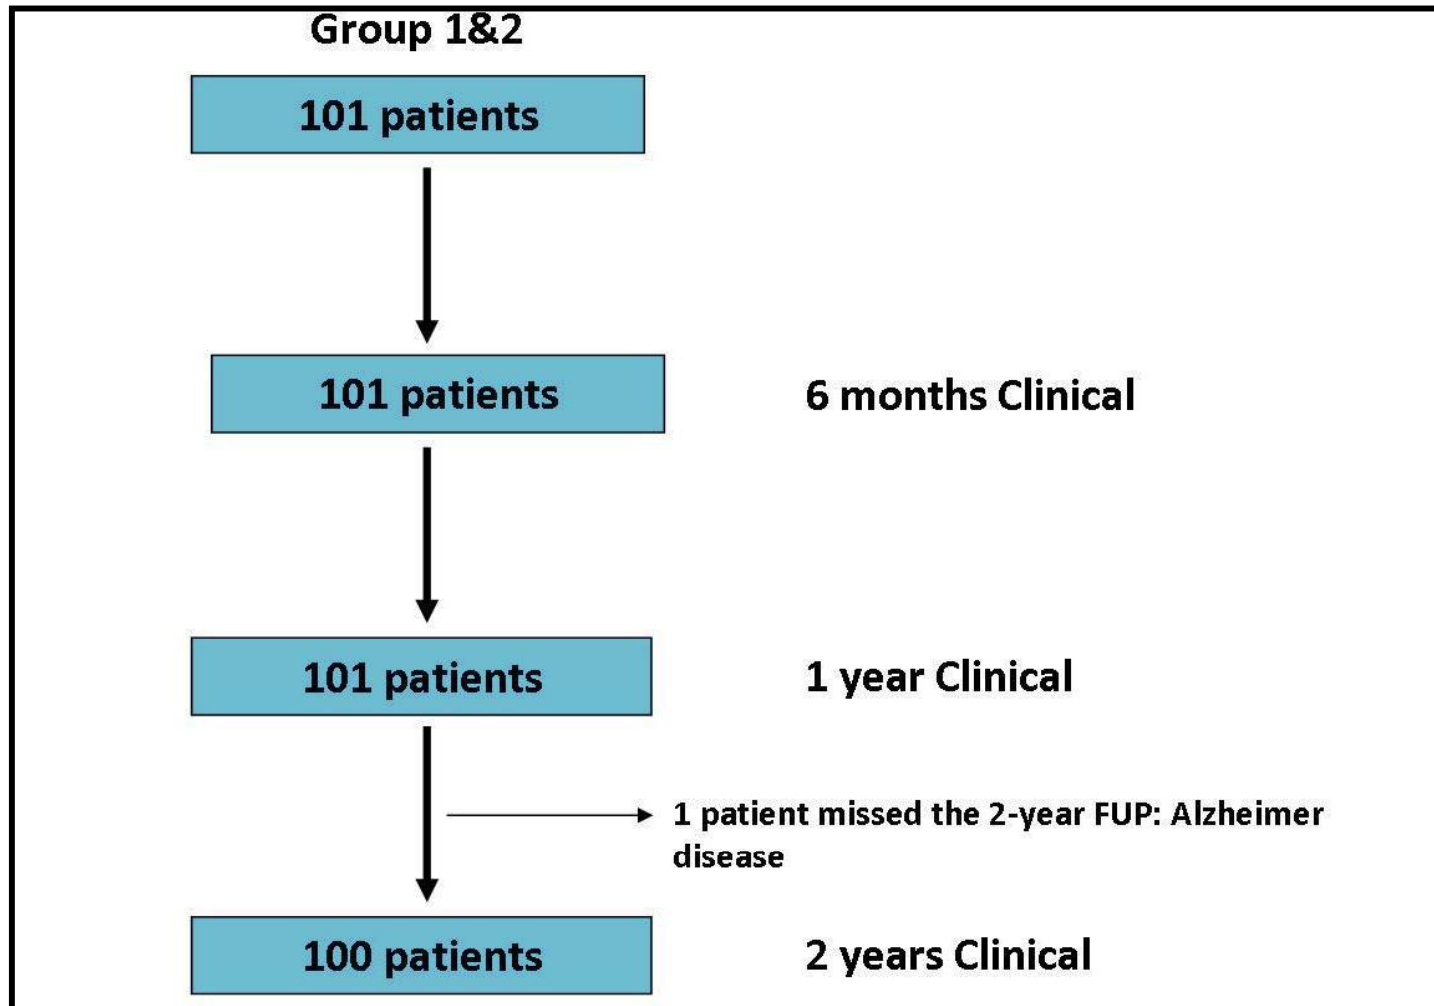 Group 1&2
101 patients
101 patients
6 months Clinical
101 patients
1 year Clinical
1 patient missed the 2-year FUP: Alzheimer
disease
100 patients
2 years Clinical